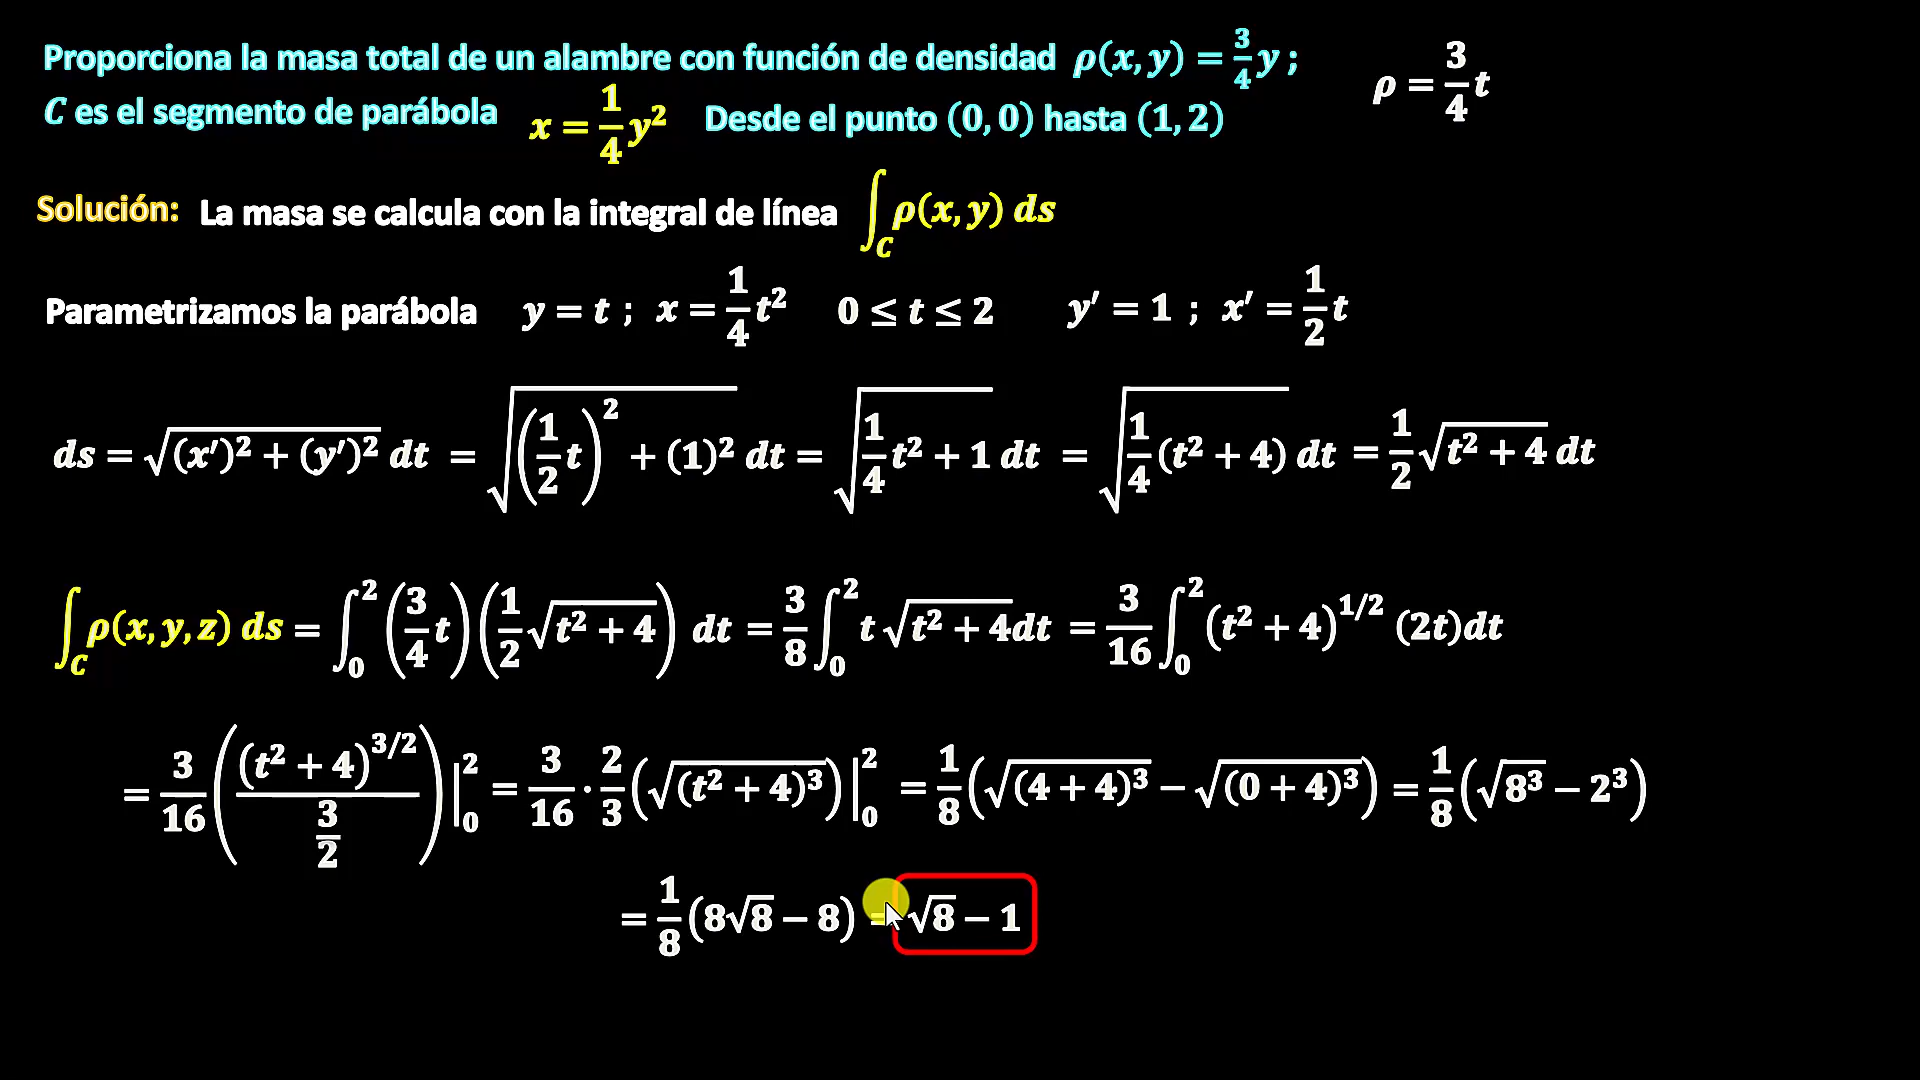 Proporciona la masa total de un alambre con función de densidad ρ(x, y) = 3/4 y ;
ρ = 3/4 t
C es el segmento de parábola x = 1/4 y² Desde el punto (0, 0) hasta (1, 2)
Solución: La masa se calcula con la integral de línea ∫_C ρ(x, y) ds
Parametrizamos la parábola y = t ; x = 1/4 t² 0 ≤ t ≤ 2 y′ = 1 ; x′ = 1/2 t
ds = √((x′)² + (y′)²) dt = √((1/2 t)² + (1)²) dt = √(1/4 t² + 1) dt = √(1/4 (t² + 4)) dt = 1/2 √(t² + 4) dt
∫_C ρ(x, y, z) ds = ∫_0^2 (3/4 t)(1/2 √(t² + 4)) dt = 3/8 ∫_0^2 t √(t² + 4) dt = 3/16 ∫_0^2 (t² + 4)^(1/2) (2t)dt
= 3/16 ((t² + 4)^(3/2) / (3/2)) |_0^2 = 3/16 · 2/3 (√((t² + 4)³)) |_0^2 = 1/8 (√((4 + 4)³) − √((0 + 4)³)) = 1/8 (√(8³) − 2³)
= 1/8 (8√8 − 8) = √8 − 1